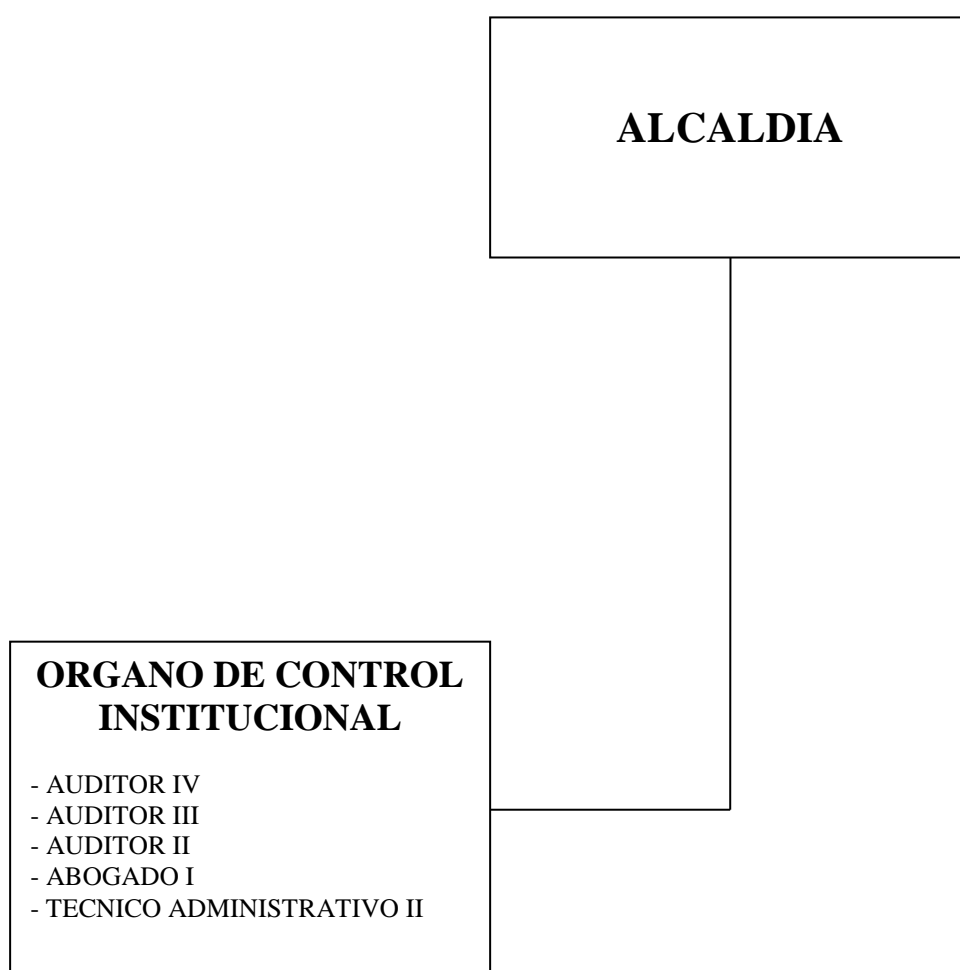 ALCALDIA
ORGANO DE CONTROL
INSTITUCIONAL
- AUDITOR IV
- AUDITOR III
- AUDITOR II
- ABOGADO I
- TECNICO ADMINISTRATIVO II